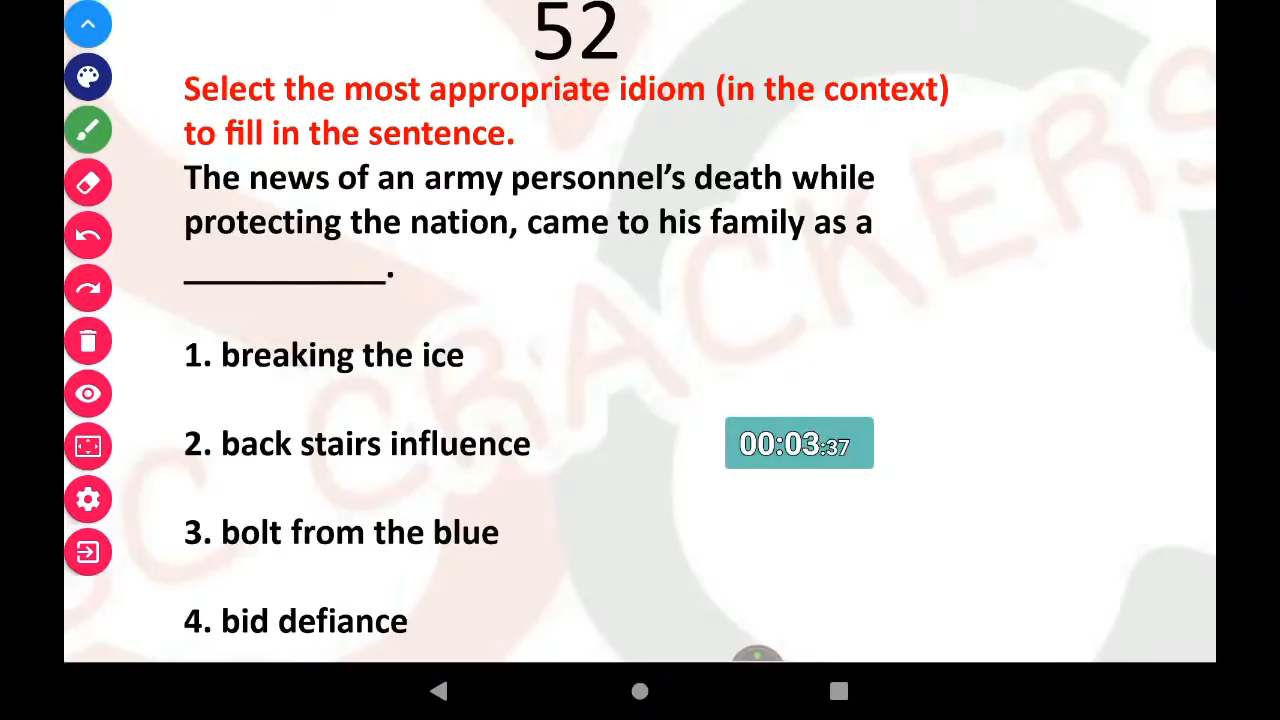 52
Select the most appropriate idiom (in the context)
to fill in the sentence.
The news of an army personnel’s death while
protecting the nation, came to his family as a
___________.
1. breaking the ice
2. back stairs influence
00:03:37
3. bolt from the blue
4. bid defiance
C CRACKERS